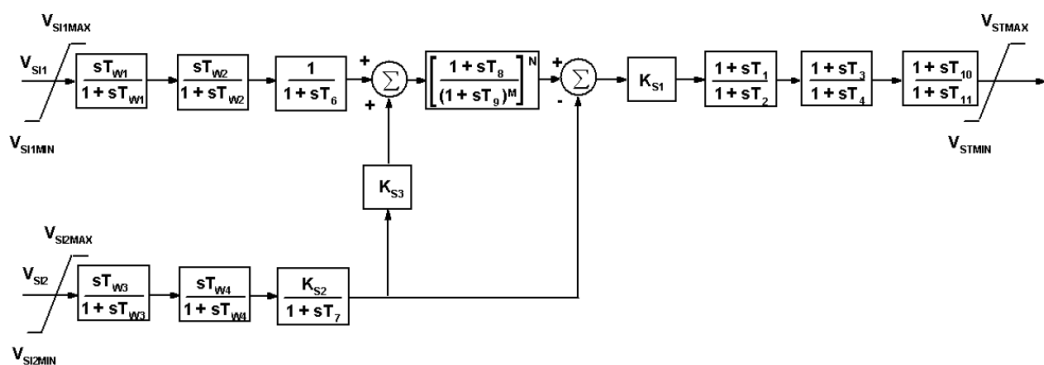 V_SI1MAX
V_STMAX
V_SI1
sT_W1
1 + sT_W1
sT_W2
1 + sT_W2
1
1 + sT_6
+
Σ
+
[ 1 + sT_8
(1 + sT_9)^M ]^N
+
Σ
-
K_S1
1 + sT_1
1 + sT_2
1 + sT_3
1 + sT_4
1 + sT_10
1 + sT_11
V_SI1MIN
V_STMIN
K_S3
V_SI2MAX
V_SI2
sT_W3
1 + sT_W3
sT_W4
1 + sT_W4
K_S2
1 + sT_7
V_SI2MIN